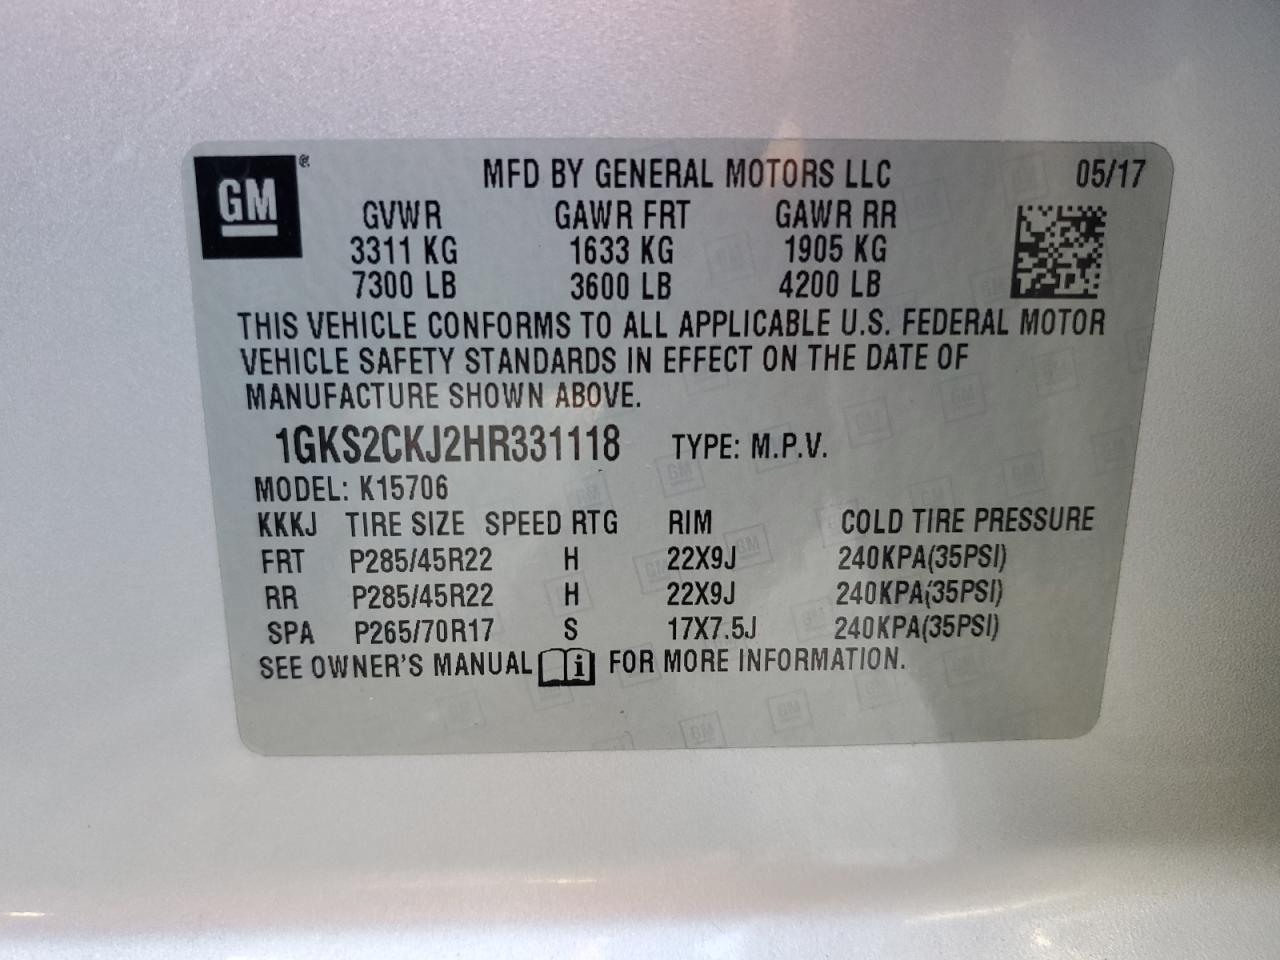 GM ®
MFD BY GENERAL MOTORS LLC 05/17
GVWR GAWR FRT GAWR RR
3311 KG 1633 KG 1905 KG
7300 LB 3600 LB 4200 LB
THIS VEHICLE CONFORMS TO ALL APPLICABLE U.S. FEDERAL MOTOR
VEHICLE SAFETY STANDARDS IN EFFECT ON THE DATE OF
MANUFACTURE SHOWN ABOVE.
1GKS2CKJ2HR331118 TYPE: M.P.V.
MODEL: K15706
KKKJ TIRE SIZE SPEED RTG RIM COLD TIRE PRESSURE
FRT P285/45R22 H 22X9J 240KPA(35PSI)
RR P285/45R22 H 22X9J 240KPA(35PSI)
SPA P265/70R17 S 17X7.5J 240KPA(35PSI)
SEE OWNER'S MANUAL i FOR MORE INFORMATION.